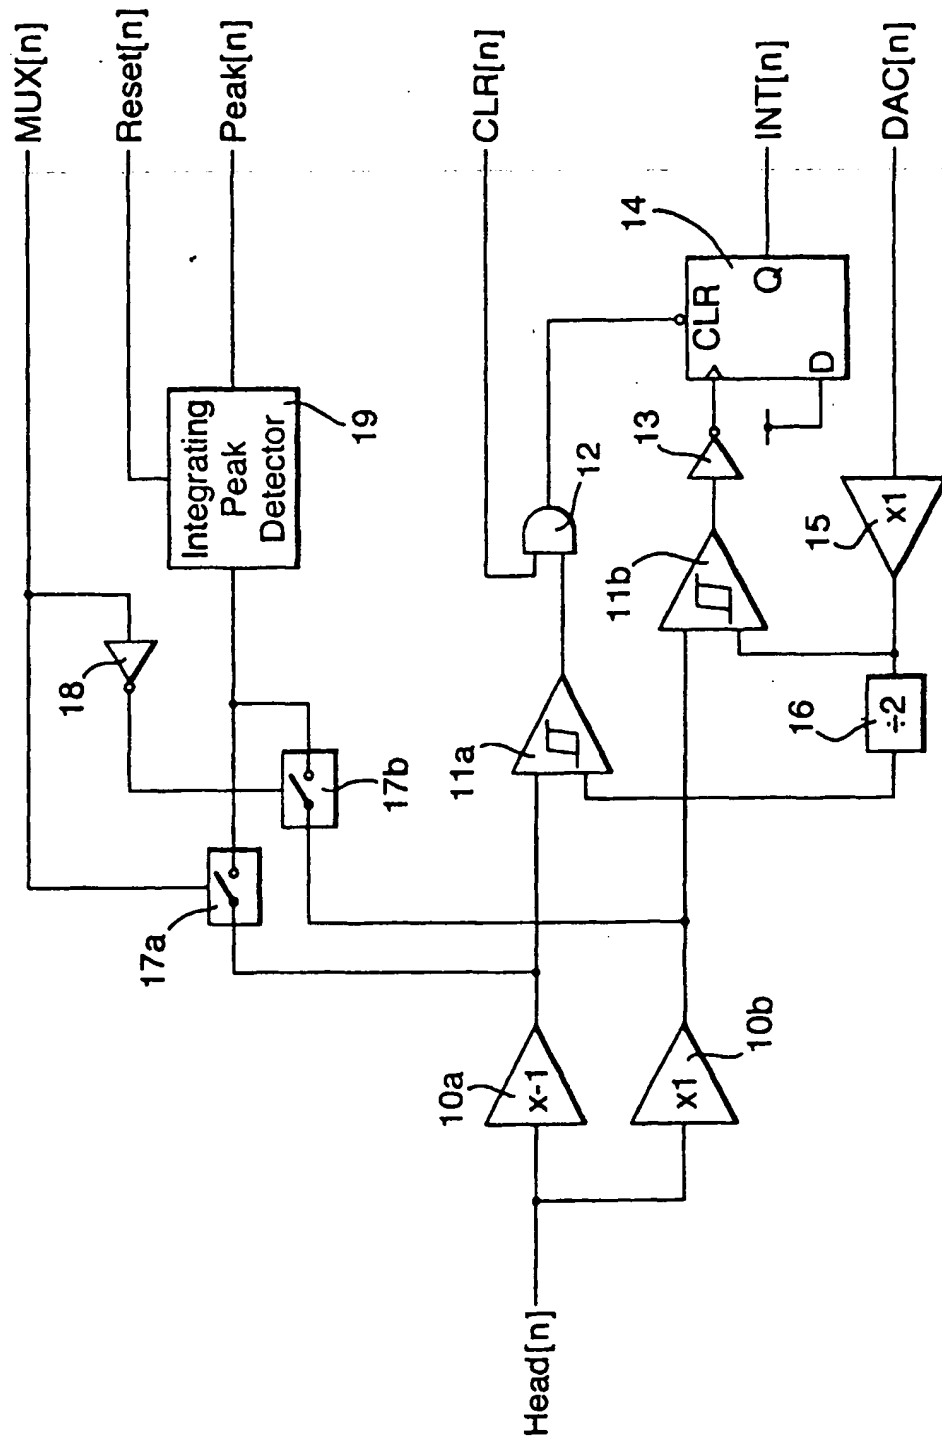 MUX[n]
Reset[n]
Peak[n]
CLR[n]
INT[n]
DAC[n]
Integrating
Peak
Detector
19
18
17b
17a
14
CLR
Q
D
13
12
11b
11a
15
x1
16
÷2
10a
x-1
10b
x1
Head[n]